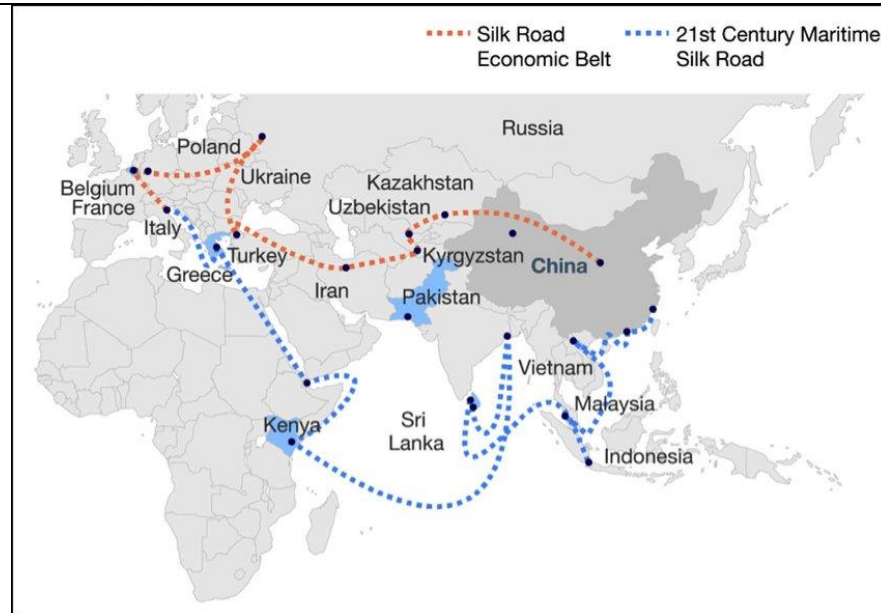 Silk Road
Economic Belt
21st Century Maritime
Silk Road
Russia
Poland
Ukraine
Kazakhstan
Belgium
France
Uzbekistan
Italy
Turkey
Kyrgyzstan
China
Greece
Iran
Pakistan
Vietnam
Malaysia
Sri
Lanka
Kenya
Indonesia